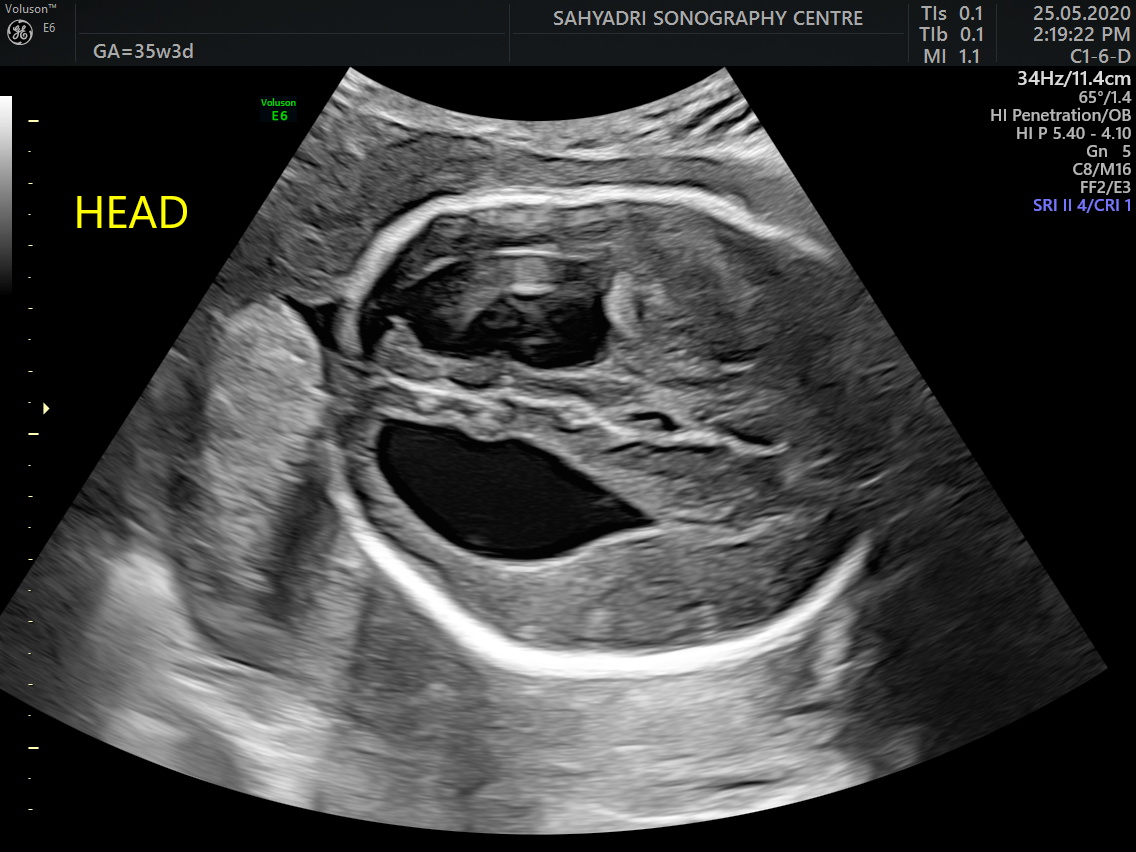 Voluson™
E6
GA=35w3d
SAHYADRI SONOGRAPHY CENTRE
TIs 0.1
TIb 0.1
MI 1.1
25.05.2020
2:19:22 PM
C1-6-D
34Hz/11.4cm
65°/1.4
HI Penetration/OB
HI P 5.40 - 4.10
Gn 5
C8/M16
FF2/E3
SRI II 4/CRI 1
Voluson
E6
HEAD